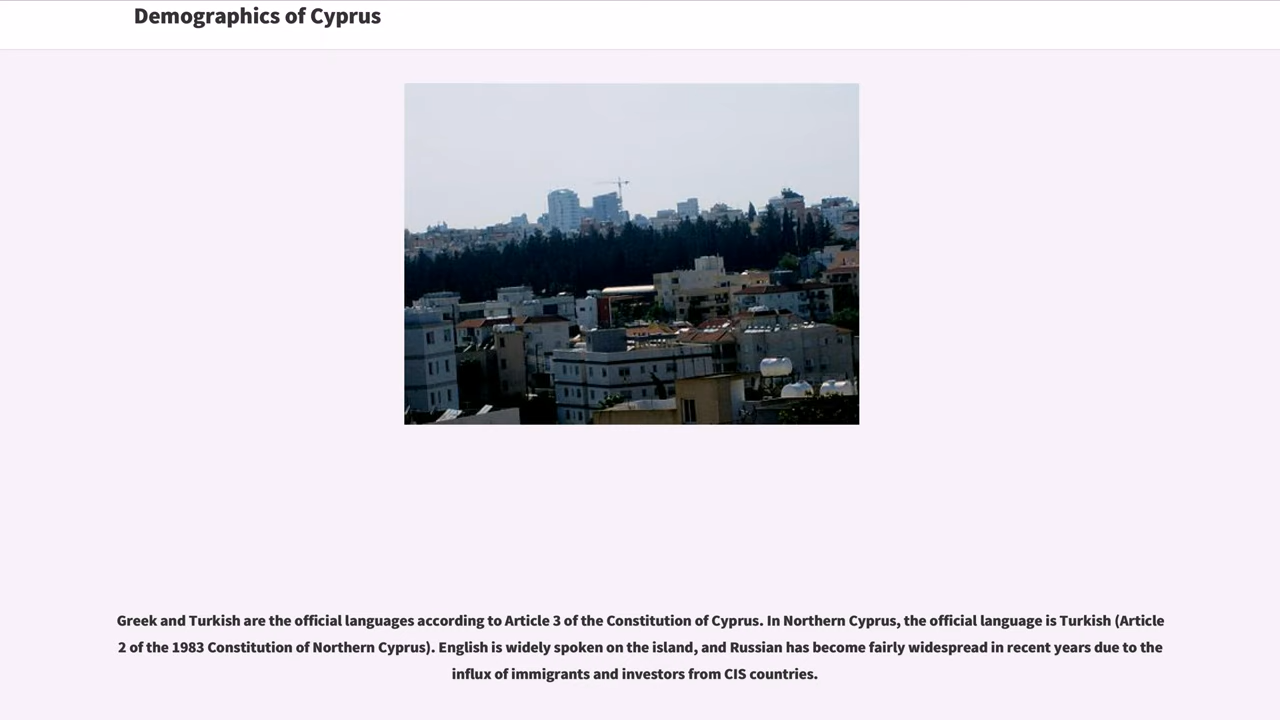 Demographics of Cyprus
Greek and Turkish are the official languages according to Article 3 of the Constitution of Cyprus. In Northern Cyprus, the official language is Turkish (Article
2 of the 1983 Constitution of Northern Cyprus). English is widely spoken on the island, and Russian has become fairly widespread in recent years due to the
influx of immigrants and investors from CIS countries.